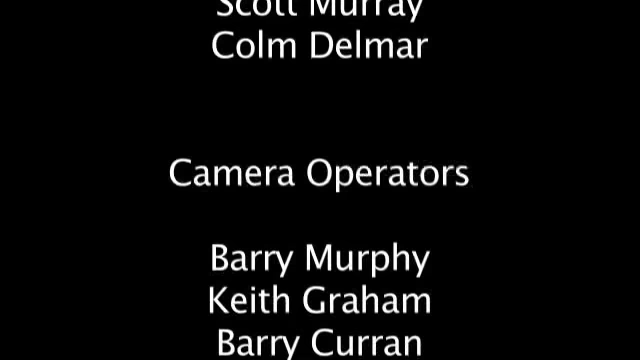 Scott Murray
Colm Delmar
Camera Operators
Barry Murphy
Keith Graham
Barry Curran